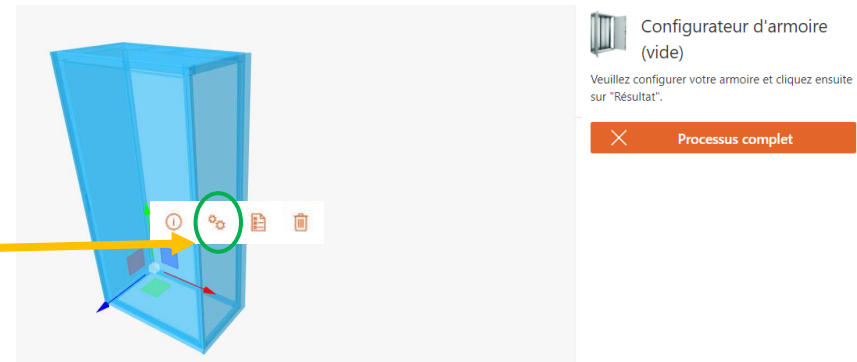 Configurateur d'armoire
(vide)
Veuillez configurer votre armoire et cliquez ensuite
sur "Résultat".
Processus complet